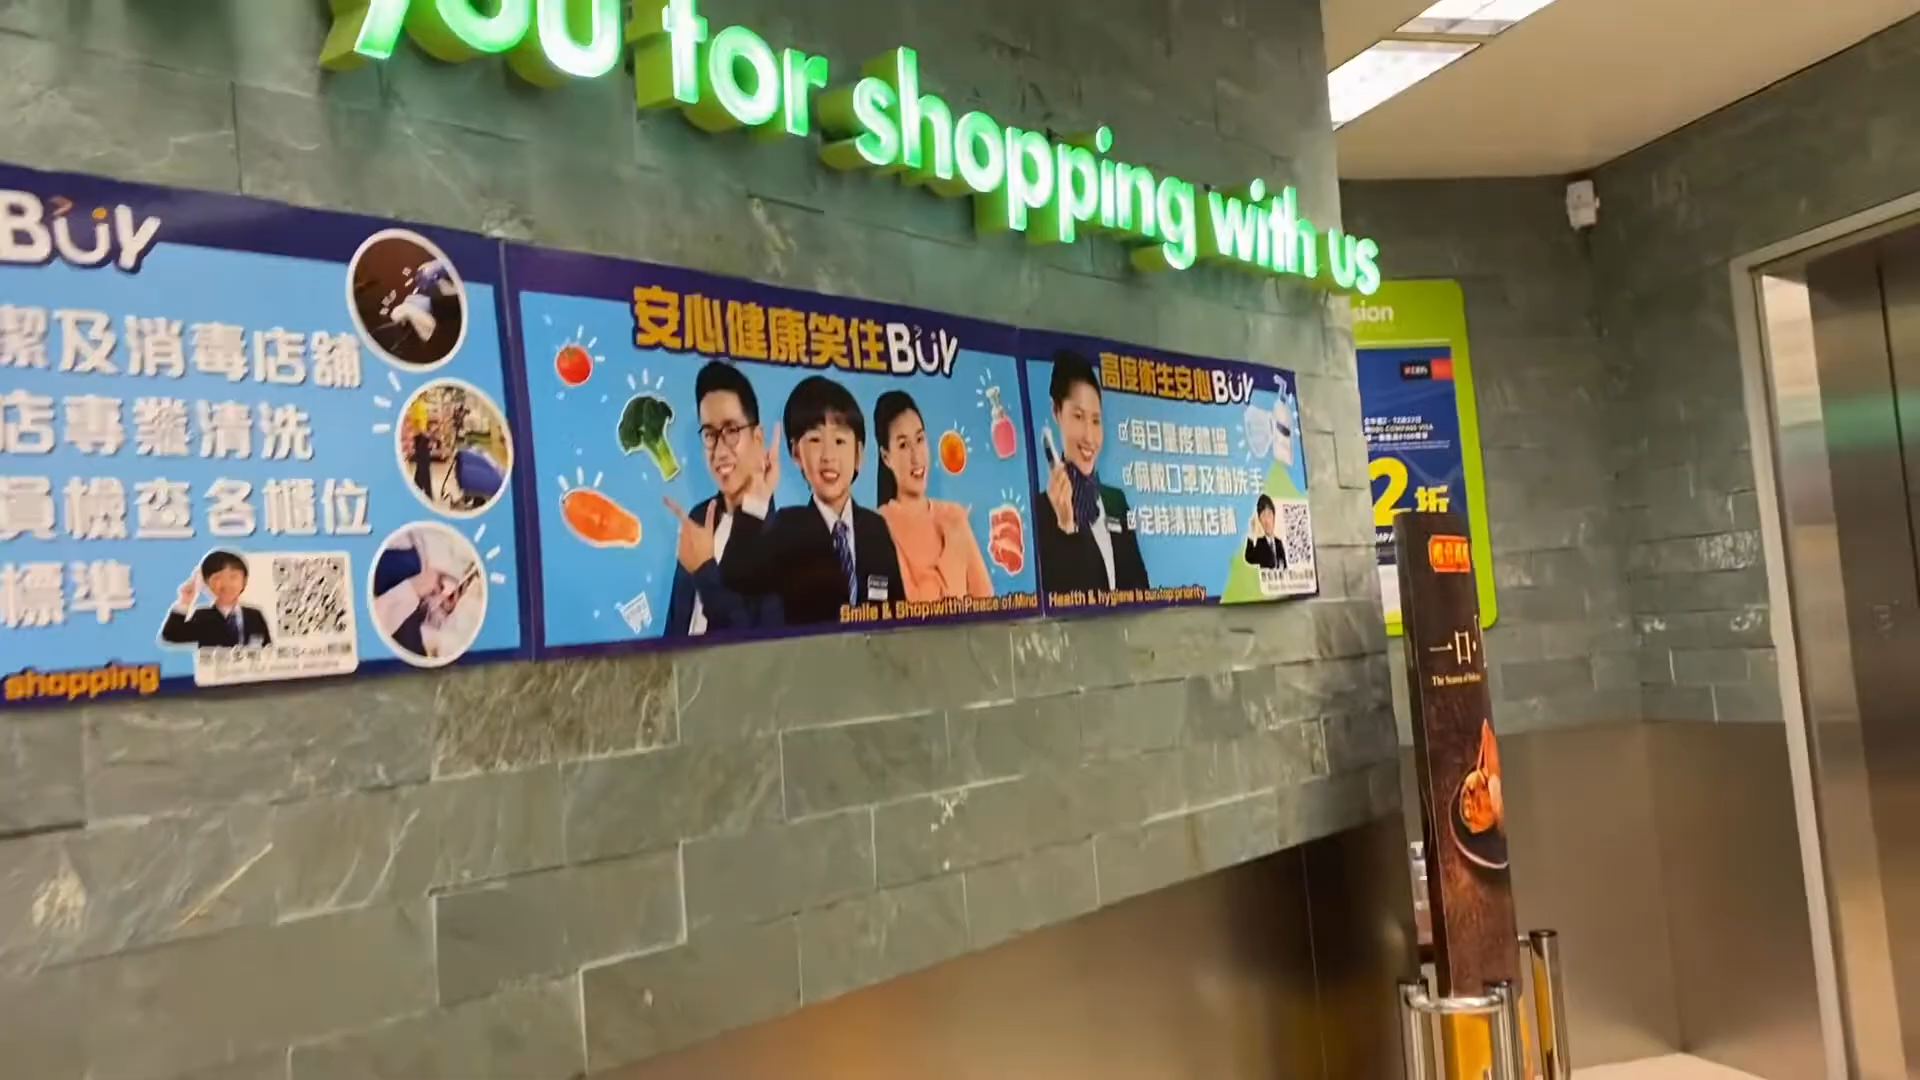 you for shopping with us
BUY
潔及消毒店舖
店專業清洗
員機查各櫃位
標準
shopping
安心健康笑住BUY
Smile & Shop with Peace of Mind
高度衛生安心BUY
每日量度體溫
佩戴口罩及勤洗手
定時清潔店舖
Health & hygiene is our top priority
sion
DBS
2折
一日